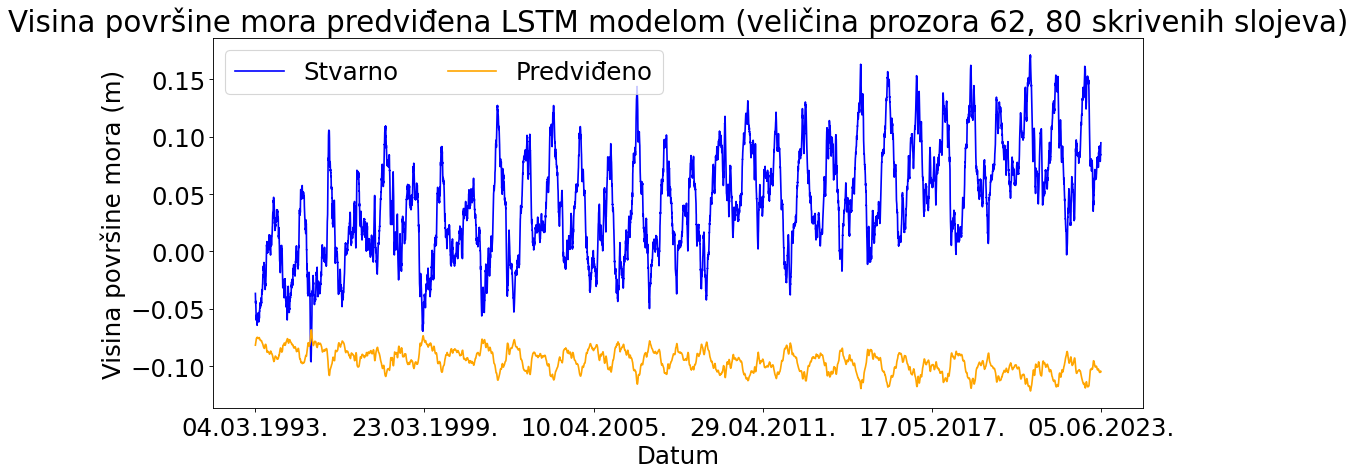 Visina površine mora predviđena LSTM modelom (veličina prozora 62, 80 skrivenih slojeva)
Stvarno Predviđeno
Visina površine mora (m)
0.15
0.10
0.05
0.00
−0.05
−0.10
04.03.1993. 23.03.1999. 10.04.2005. 29.04.2011. 17.05.2017. 05.06.2023.
Datum